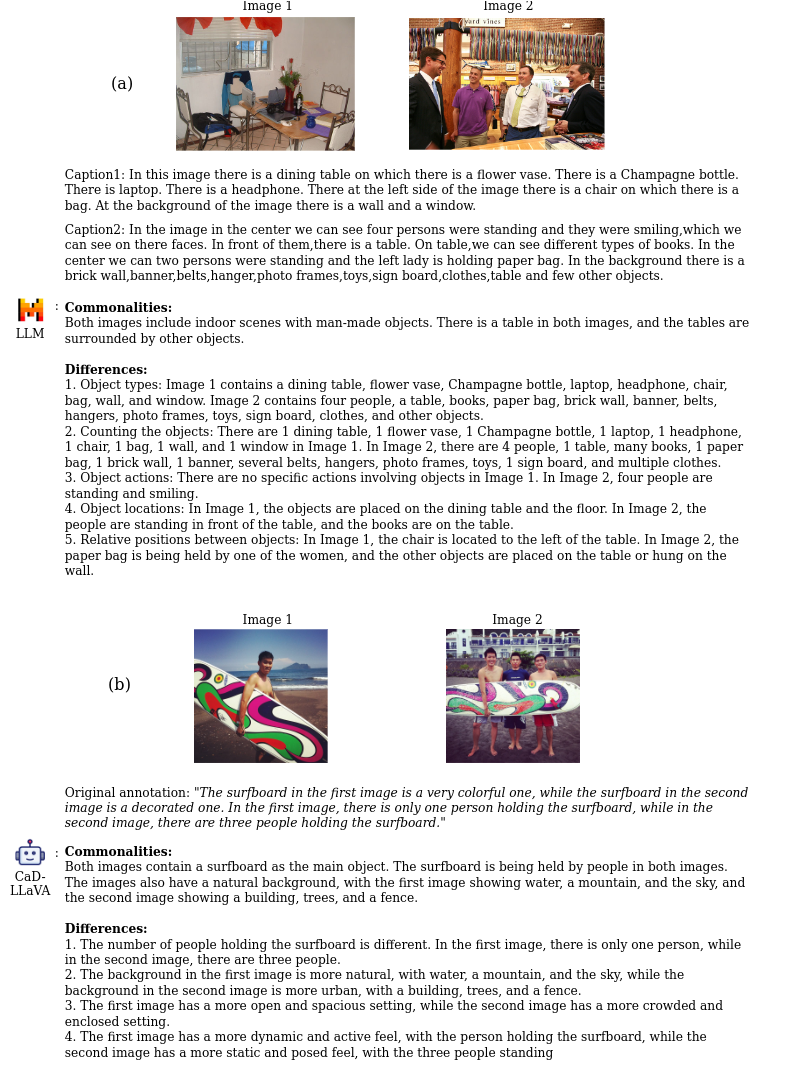 Image 1
Image 2
(a)
vard vines
Caption1: In this image there is a dining table on which there is a flower vase. There is a Champagne bottle.
There is laptop. There is a headphone. There at the left side of the image there is a chair on which there is a
bag. At the background of the image there is a wall and a window.
Caption2: In the image in the center we can see four persons were standing and they were smiling,which we
can see on there faces. In front of them,there is a table. On table,we can see different types of books. In the
center we can two persons were standing and the left lady is holding paper bag. In the background there is a
brick wall,banner,belts,hanger,photo frames,toys,sign board,clothes,table and few other objects.
LLM
: Commonalities:
Both images include indoor scenes with man-made objects. There is a table in both images, and the tables are
surrounded by other objects.
Differences:
1. Object types: Image 1 contains a dining table, flower vase, Champagne bottle, laptop, headphone, chair,
bag, wall, and window. Image 2 contains four people, a table, books, paper bag, brick wall, banner, belts,
hangers, photo frames, toys, sign board, clothes, and other objects.
2. Counting the objects: There are 1 dining table, 1 flower vase, 1 Champagne bottle, 1 laptop, 1 headphone,
1 chair, 1 bag, 1 wall, and 1 window in Image 1. In Image 2, there are 4 people, 1 table, many books, 1 paper
bag, 1 brick wall, 1 banner, several belts, hangers, photo frames, toys, 1 sign board, and multiple clothes.
3. Object actions: There are no specific actions involving objects in Image 1. In Image 2, four people are
standing and smiling.
4. Object locations: In Image 1, the objects are placed on the dining table and the floor. In Image 2, the
people are standing in front of the table, and the books are on the table.
5. Relative positions between objects: In Image 1, the chair is located to the left of the table. In Image 2, the
paper bag is being held by one of the women, and the other objects are placed on the table or hung on the
wall.
Image 1
Image 2
(b)
Original annotation: "The surfboard in the first image is a very colorful one, while the surfboard in the second
image is a decorated one. In the first image, there is only one person holding the surfboard, while in the
second image, there are three people holding the surfboard."
CaD-
LLaVA
: Commonalities:
Both images contain a surfboard as the main object. The surfboard is being held by people in both images.
The images also have a natural background, with the first image showing water, a mountain, and the sky, and
the second image showing a building, trees, and a fence.
Differences:
1. The number of people holding the surfboard is different. In the first image, there is only one person, while
in the second image, there are three people.
2. The background in the first image is more natural, with water, a mountain, and the sky, while the
background in the second image is more urban, with a building, trees, and a fence.
3. The first image has a more open and spacious setting, while the second image has a more crowded and
enclosed setting.
4. The first image has a more dynamic and active feel, with the person holding the surfboard, while the
second image has a more static and posed feel, with the three people standing